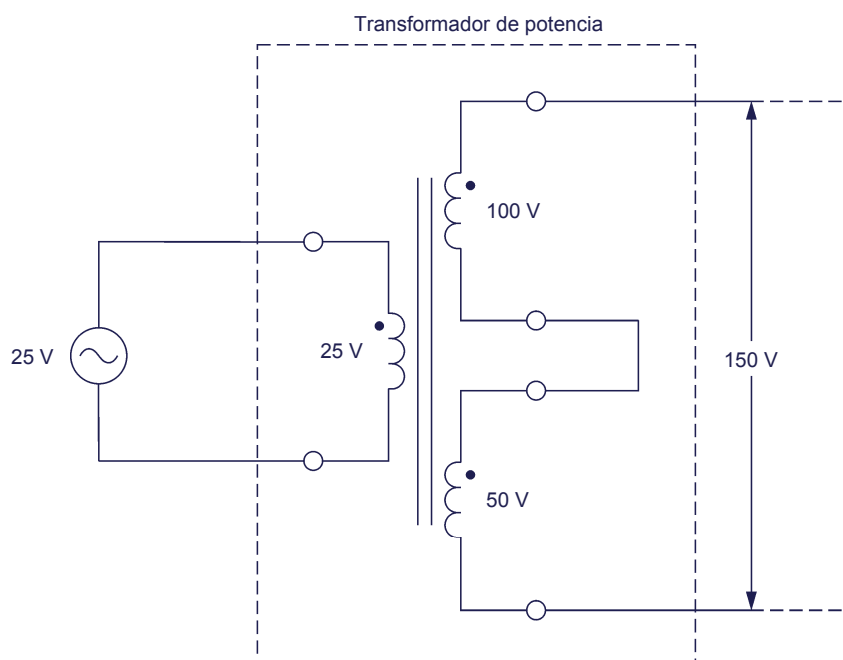 Transformador de potencia
100 V
25 V
25 V
150 V
50 V